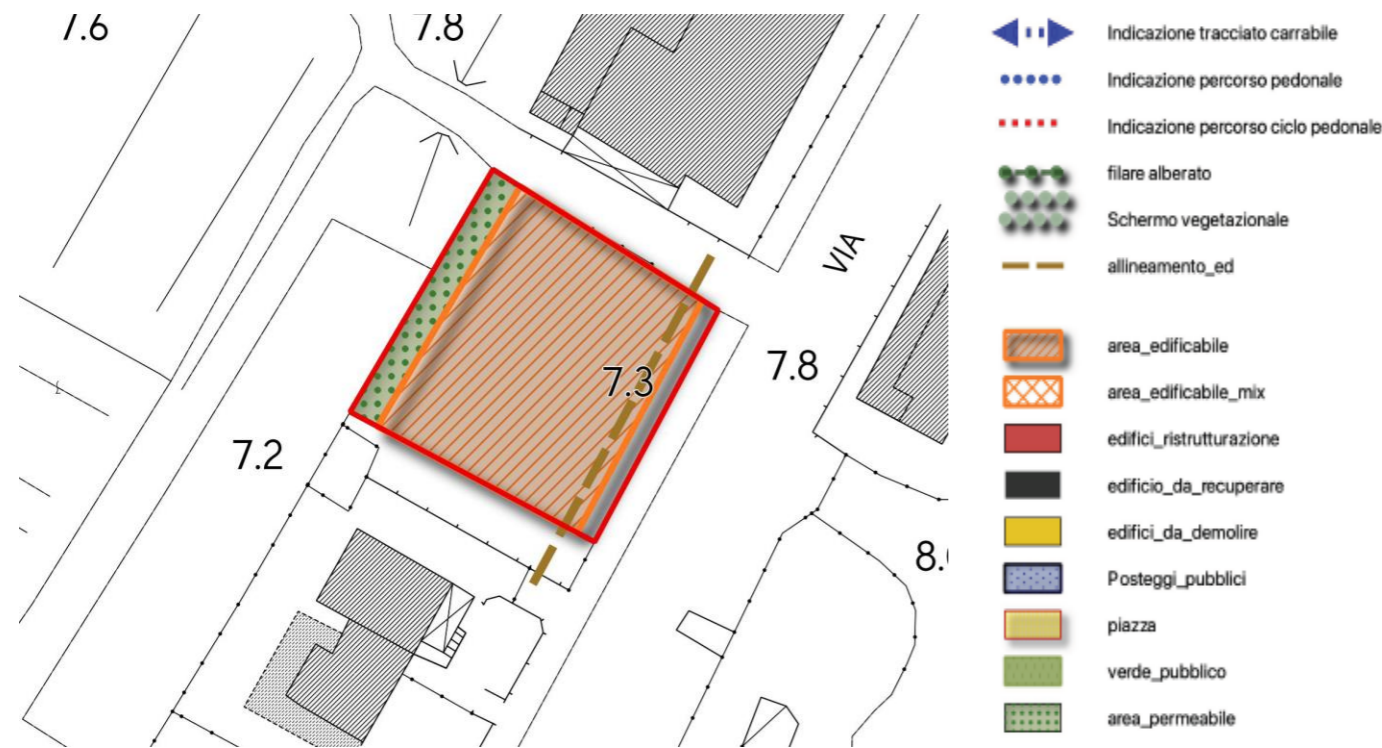 7.6
7.8
VIA
7.3
7.8
7.2
Indicazione tracciato carrabile
Indicazione percorso pedonale
Indicazione percorso ciclo pedonale
filare alberato
Schermo vegetazionale
allineamento_ed
area_edificabile
area_edificabile_mix
edifici_ristrutturazione
edificio_da_recuperare
edifici_da_demolire
Posteggi_pubblici
piazza
verde_pubblico
area_permeabile